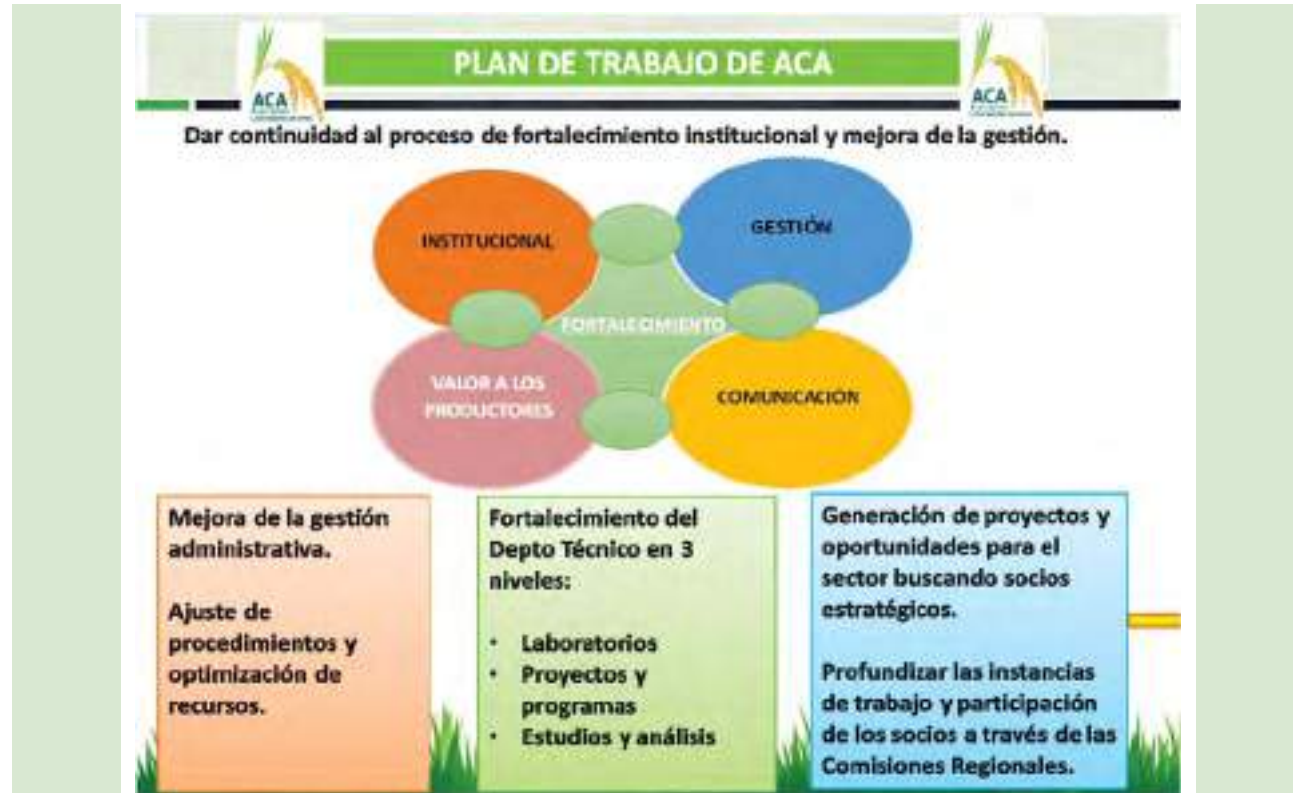 PLAN DE TRABAJO DE ACA
ACA
ACA
Dar continuidad al proceso de fortalecimiento institucional y mejora de la gestión.
INSTITUCIONAL
GESTIÓN
FORTALECIMIENTO
VALOR A LOS
PRODUCTORES
COMUNICACIÓN
Mejora de la gestión
administrativa.
Ajuste de
procedimientos y
optimización de
recursos.
Fortalecimiento del
Depto Técnico en 3
niveles:
• Laboratorios
• Proyectos y
programas
• Estudios y análisis
Generación de proyectos y
oportunidades para el
sector buscando socios
estratégicos.
Profundizar las instancias
de trabajo y participación
de los socios a través de las
Comisiones Regionales.